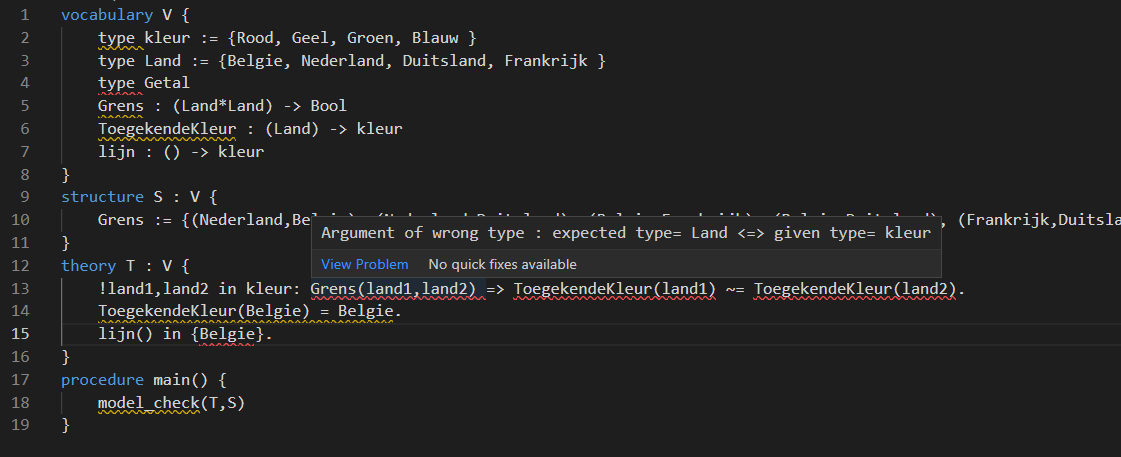 1 vocabulary V {
2 type kleur := {Rood, Geel, Groen, Blauw }
3 type Land := {Belgie, Nederland, Duitsland, Frankrijk }
4 type Getal
5 Grens : (Land*Land) -> Bool
6 ToegekendeKleur : (Land) -> kleur
7 lijn : () -> kleur
8 }
9 structure S : V {
10 Grens := {(Nederland, , (Frankrijk,Duitsla
Argument of wrong type : expected type= Land <=> given type= kleur
View Problem No quick fixes available
11 }
12 theory T : V {
13 !land1,land2 in kleur: Grens(land1,land2) => ToegekendeKleur(land1) ~= ToegekendeKleur(land2).
14 ToegekendeKleur(Belgie) = Belgie.
15 lijn() in {Belgie}.
16 }
17 procedure main() {
18 model_check(T,S)
19 }